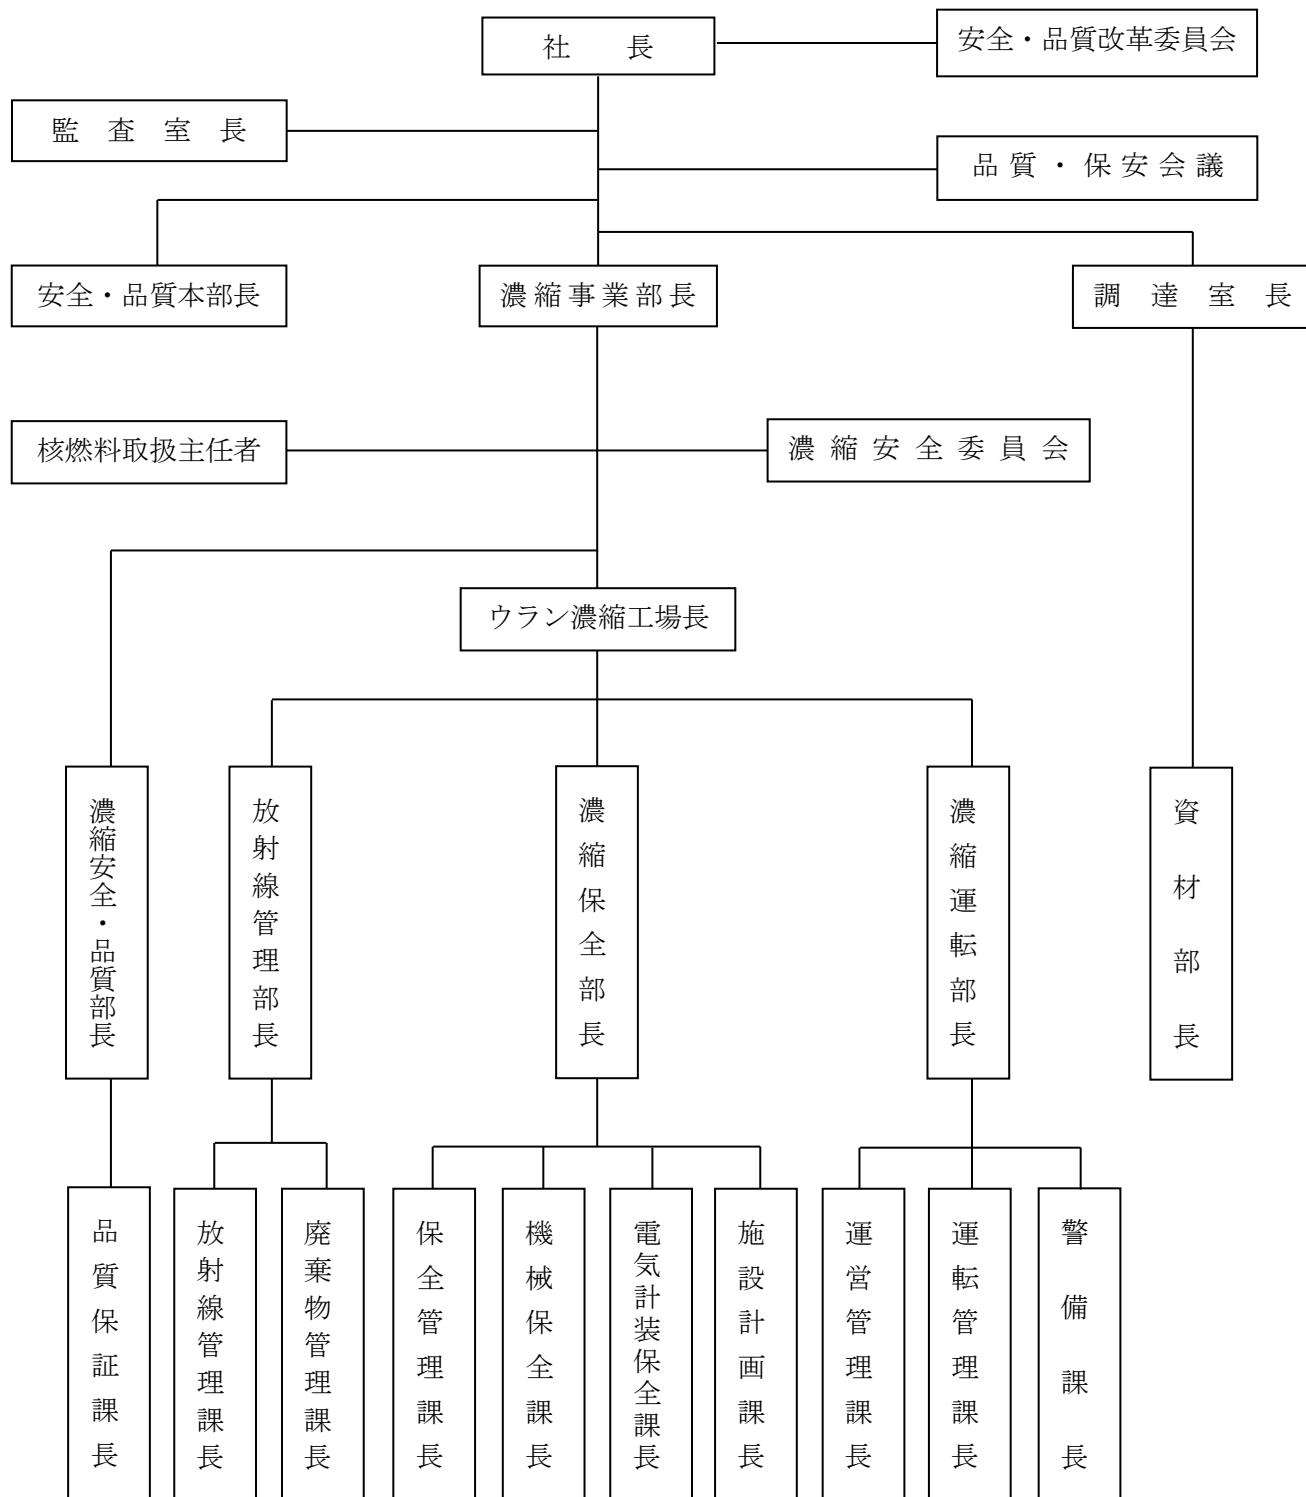 社長
安全・品質改革委員会
監査室長
品質・保安会議
安全・品質本部長
濃縮事業部長
調達室長
核燃料取扱主任者
濃縮安全委員会
ウラン濃縮工場長
濃縮安全・品質部長
放射線管理部長
濃縮保全部長
濃縮運転部長
資材部長
品質保証課長
放射線管理課長
廃棄物管理課長
保全管理課長
機械保全課長
電気計装保全課長
施設計画課長
運営管理課長
運転管理課長
警備課長